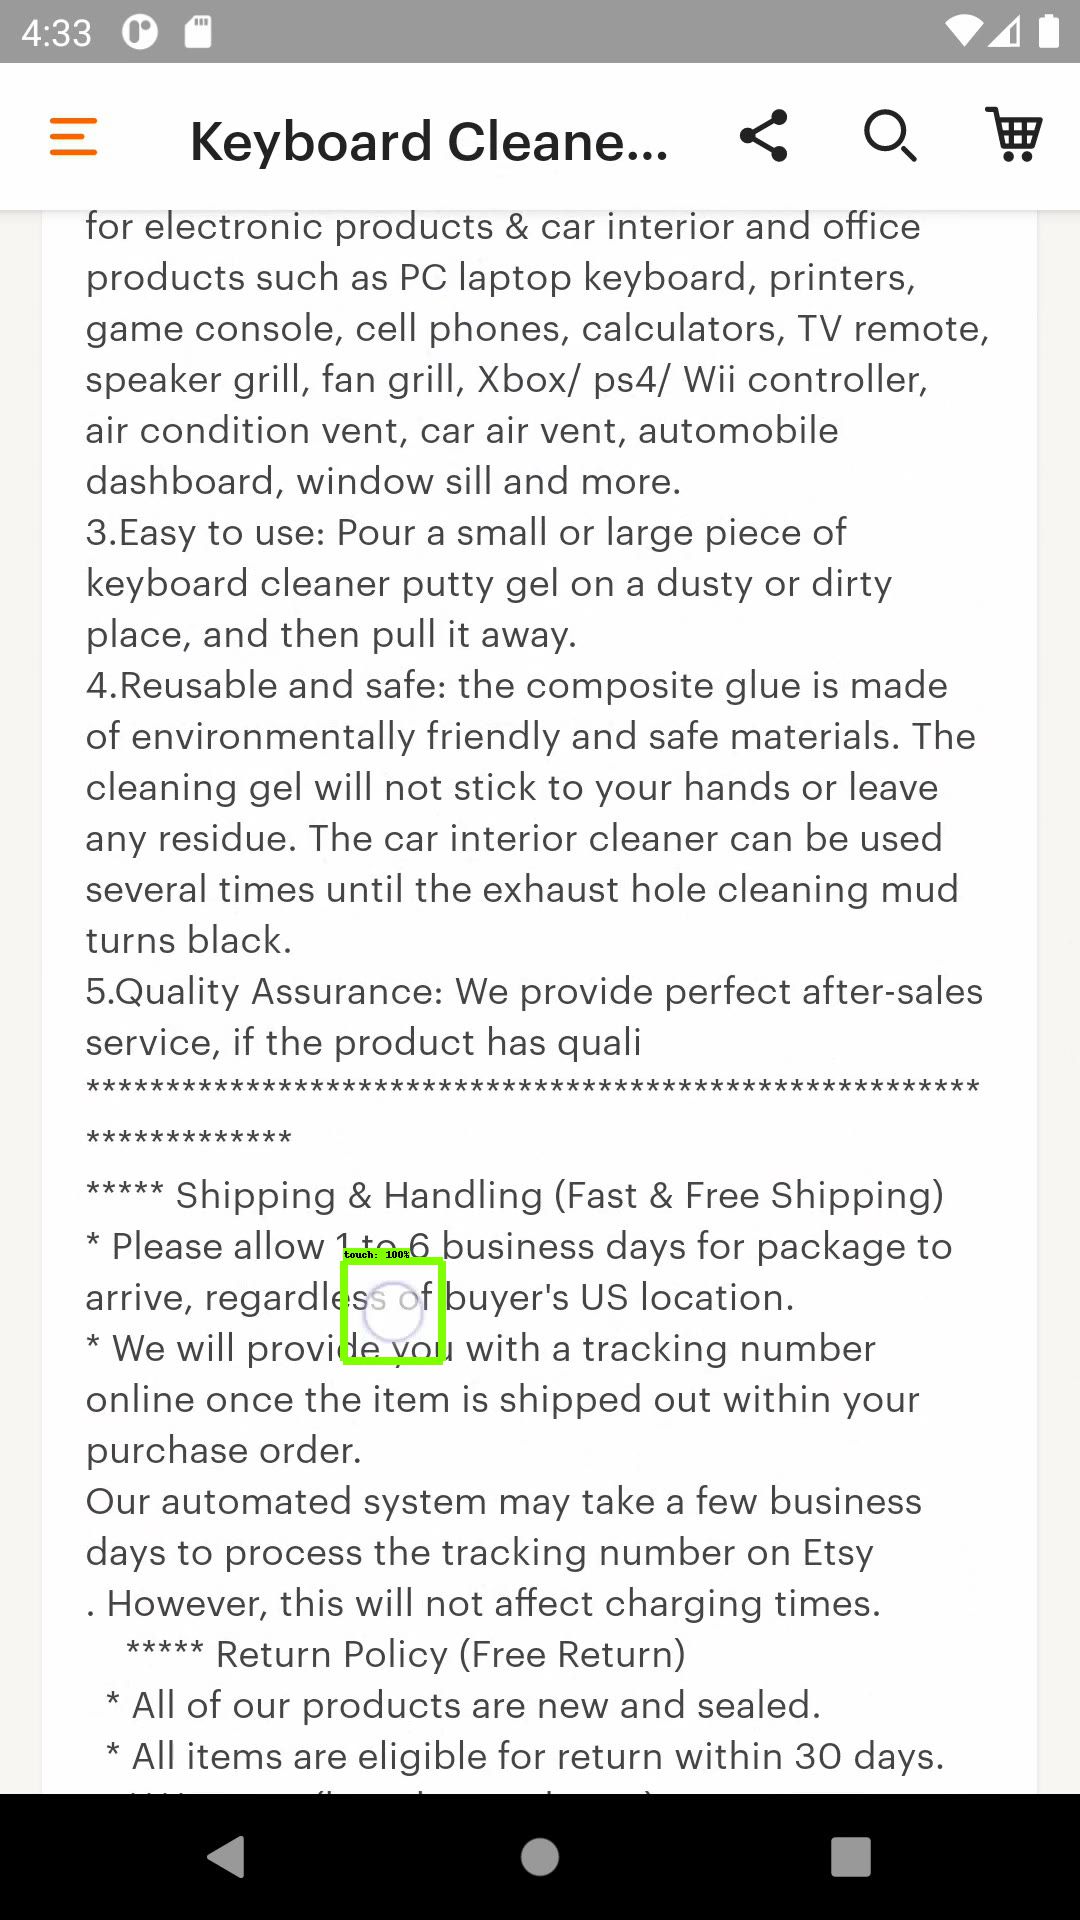 4:33
Keyboard Cleane...
for electronic products & car interior and office
products such as PC laptop keyboard, printers,
game console, cell phones, calculators, TV remote,
speaker grill, fan grill, Xbox/ ps4/ Wii controller,
air condition vent, car air vent, automobile
dashboard, window sill and more.
3.Easy to use: Pour a small or large piece of
keyboard cleaner putty gel on a dusty or dirty
place, and then pull it away.
4.Reusable and safe: the composite glue is made
of environmentally friendly and safe materials. The
cleaning gel will not stick to your hands or leave
any residue. The car interior cleaner can be used
several times until the exhaust hole cleaning mud
turns black.
5.Quality Assurance: We provide perfect after-sales
service, if the product has quali
********************************************************
*************
***** Shipping & Handling (Fast & Free Shipping)
* Please allow 1 to 6 business days for package to
touch: 100%
arrive, regardless of buyer's US location.
* We will provide you with a tracking number
online once the item is shipped out within your
purchase order.
Our automated system may take a few business
days to process the tracking number on Etsy
. However, this will not affect charging times.
***** Return Policy (Free Return)
* All of our products are new and sealed.
* All items are eligible for return within 30 days.